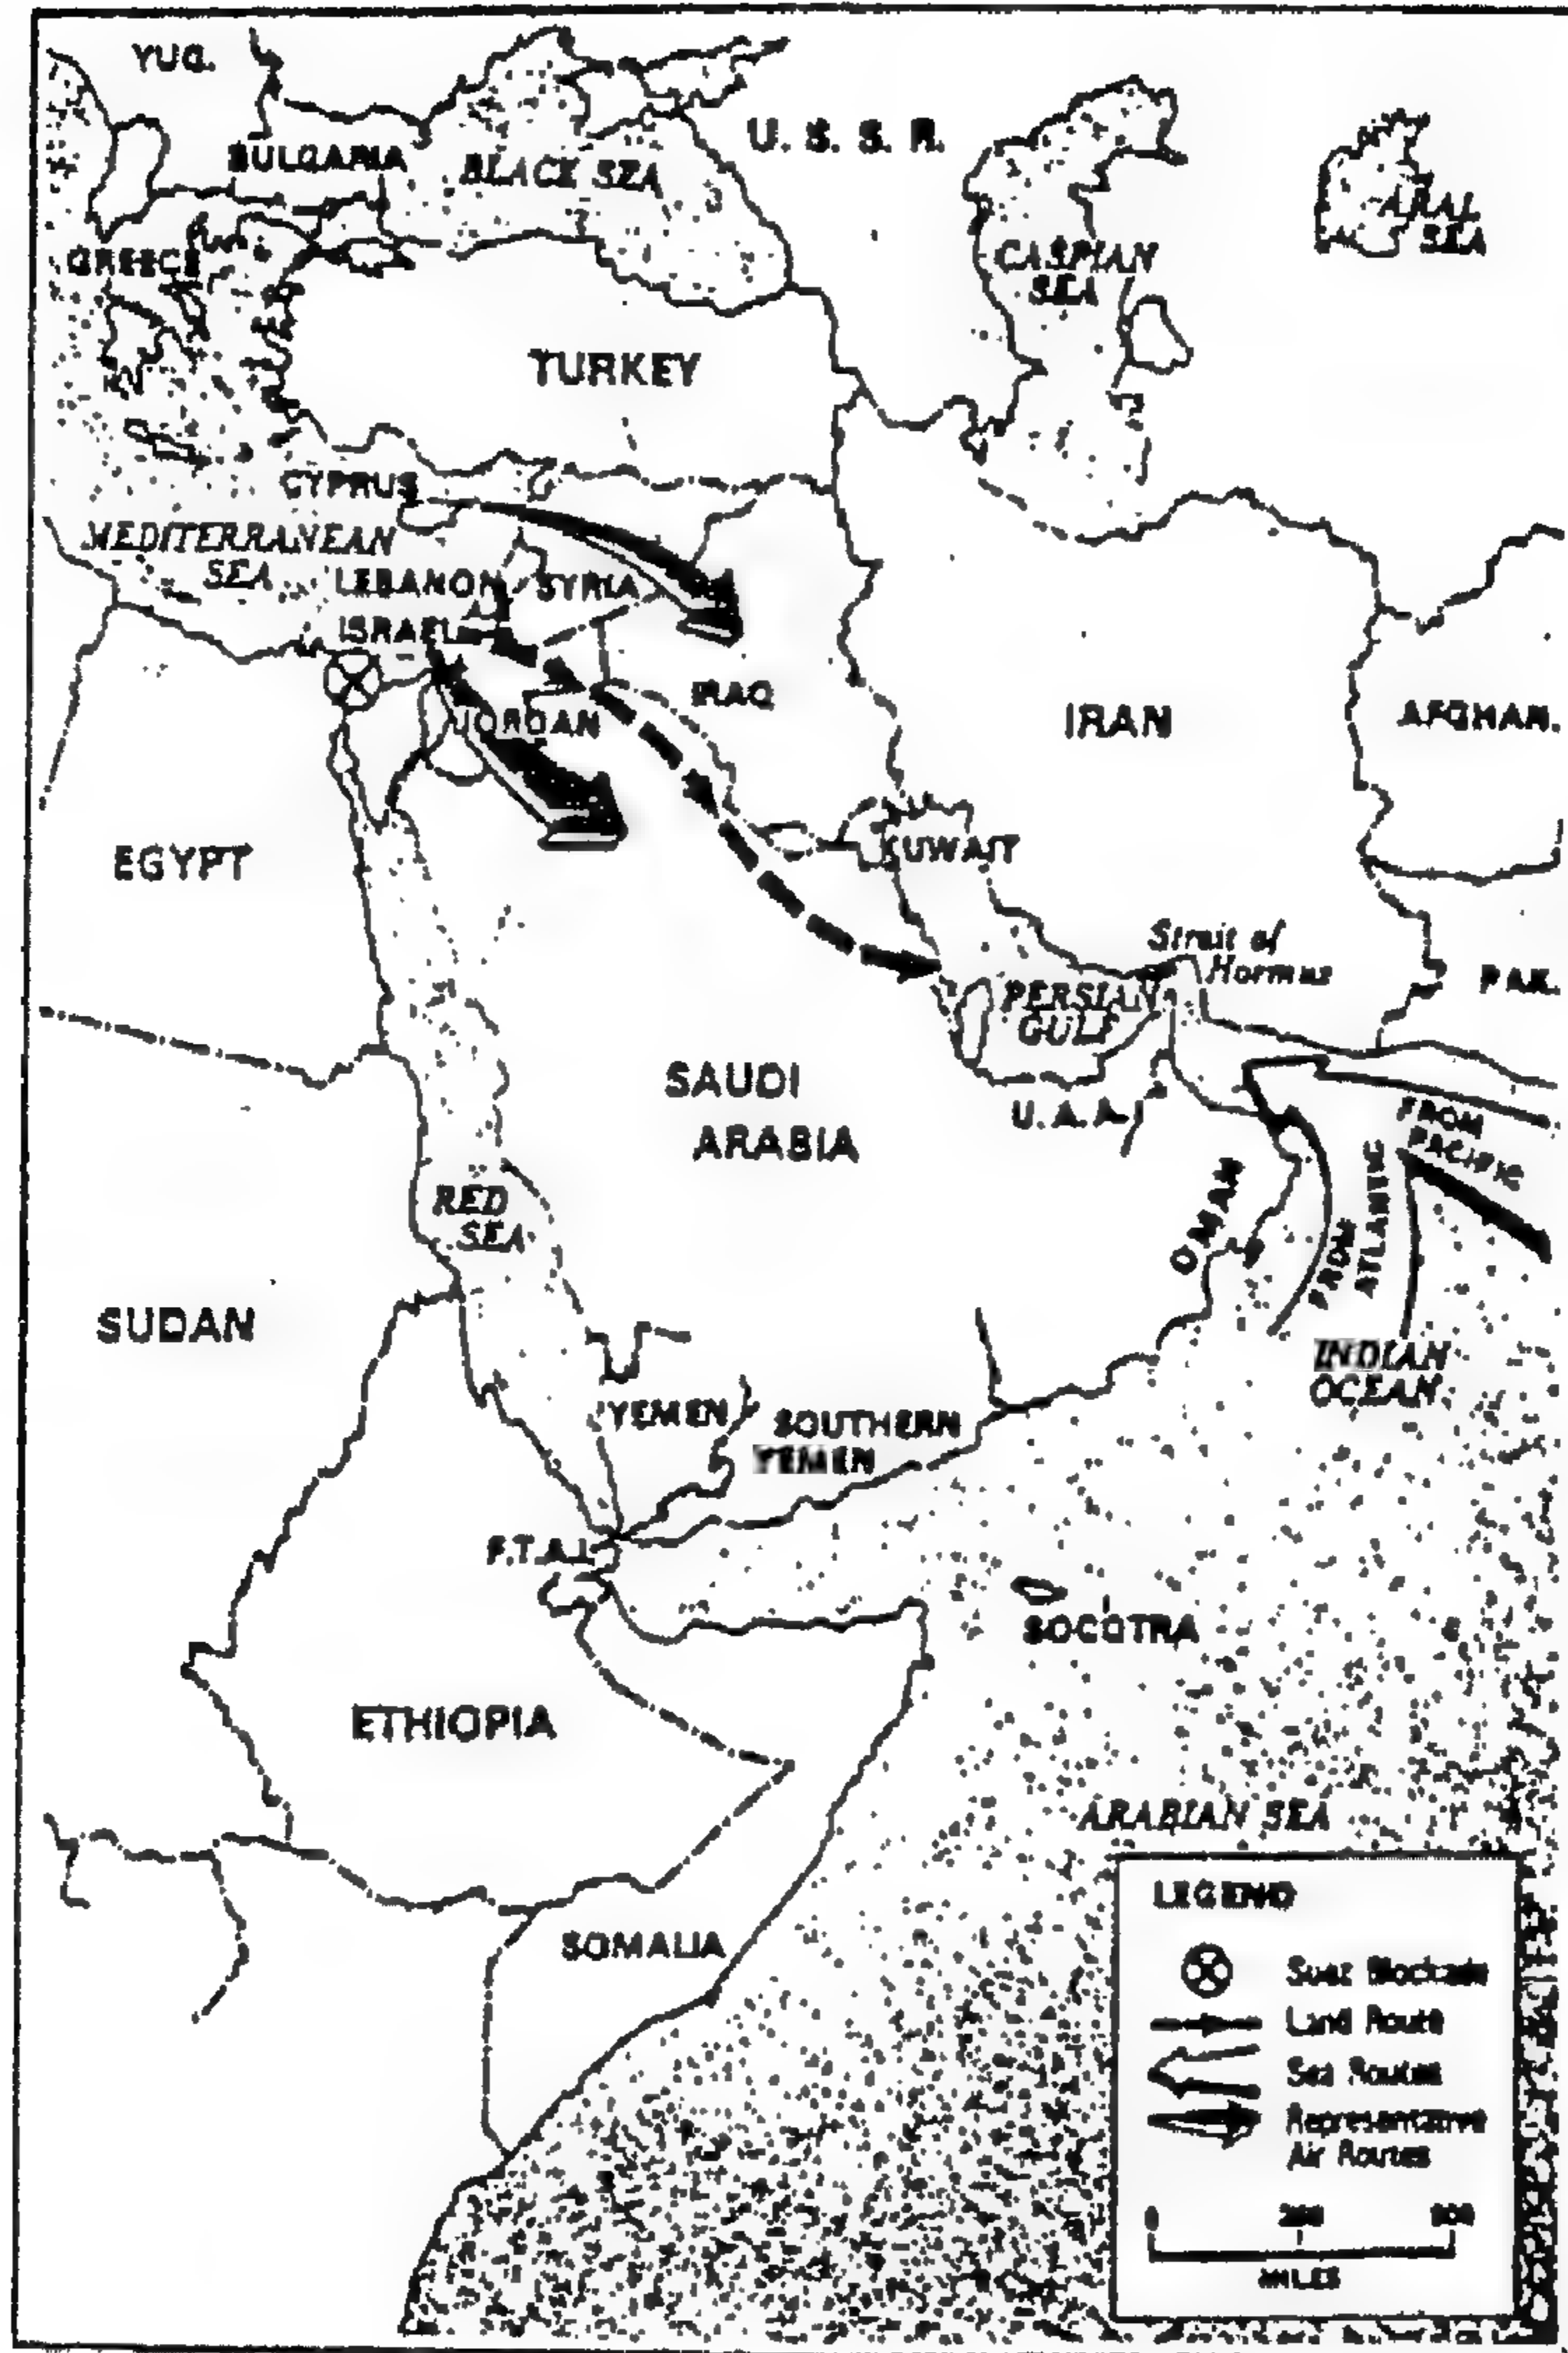 YUG.
BULGARIA
BLACK SEA
U. S. S. R.
ARAL
SEA
GREECE
CASPIAN
SEA
TURKEY
CYPRUS
MEDITERRANEAN
SEA
LEBANON
SYRIA
ISRAEL
JORDAN
IRAQ
IRAN
AFGHAN.
EGYPT
KUWAIT
Strait of
Hormus
PAK.
PERSIAN
GULF
SAUDI
ARABIA
U.A.A.
FROM
PACIFIC
FROM
ATLANTIC
OMAN
RED
SEA
SUDAN
INDIAN
OCEAN
YEMEN
SOUTHERN
YEMEN
F.T.A.I.
SOCOTRA
ETHIOPIA
ARABIAN SEA
SOMALIA
LEGEND
Suez Blockade
Land Route
Sea Routes
Representative
Air Routes
0
MILES